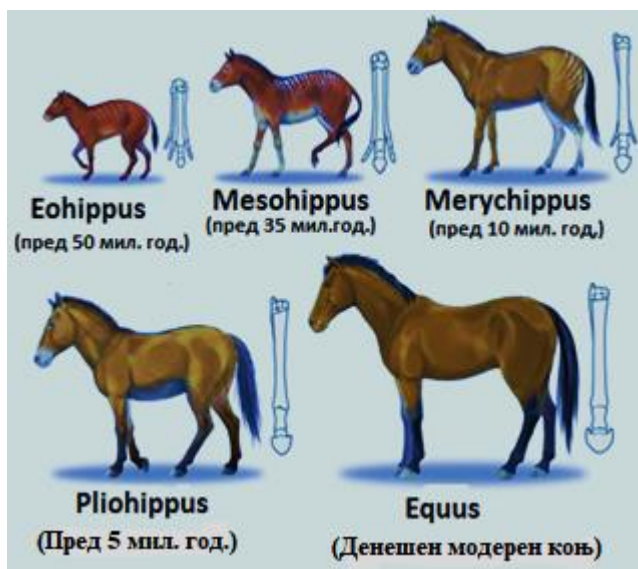 Eohippus
(пред 50 мил. год.)
Mesohippus
(пред 35 мил.год.)
Merychippus
(пред 10 мил. год,)
Pliohippus
(Пред 5 мил. год.)
Equus
(Денешен модерен коњ)